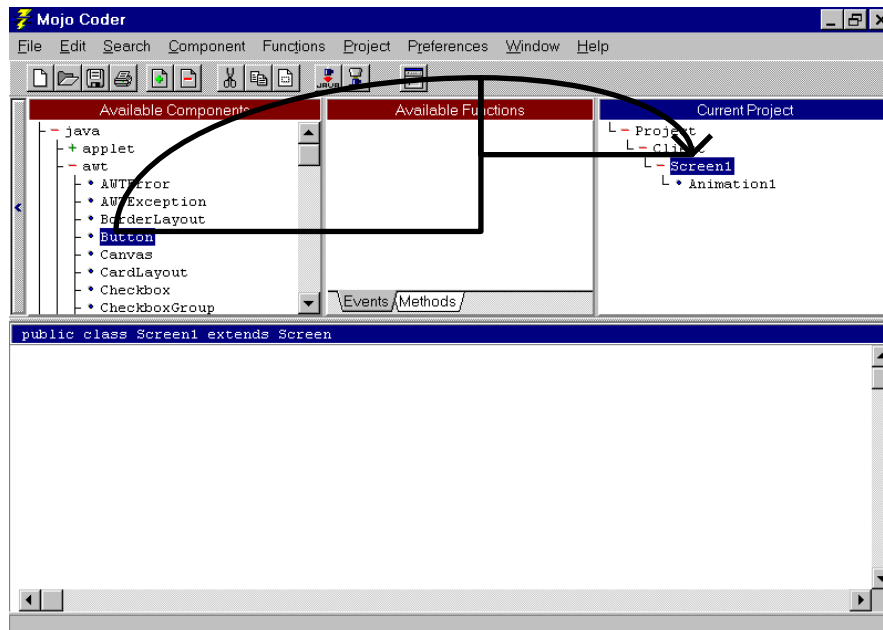 Mojo Coder
File Edit Search Component Functions Project Preferences Window Help
JAVA
Available Components
java
applet
awt
AWTError
AWTException
BorderLayout
Button
Canvas
CardLayout
Checkbox
CheckboxGroup
Available Functions
Events Methods
Current Project
Project
Client
Screen1
Animation1
public class Screen1 extends Screen